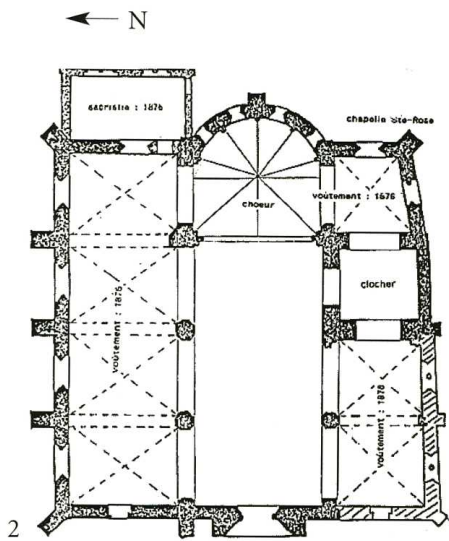 N
sacristie : 1876
chapelle Ste-Rose
voûtement : 1876
choeur
clocher
voûtement : 1876
voûtement : 1876
2